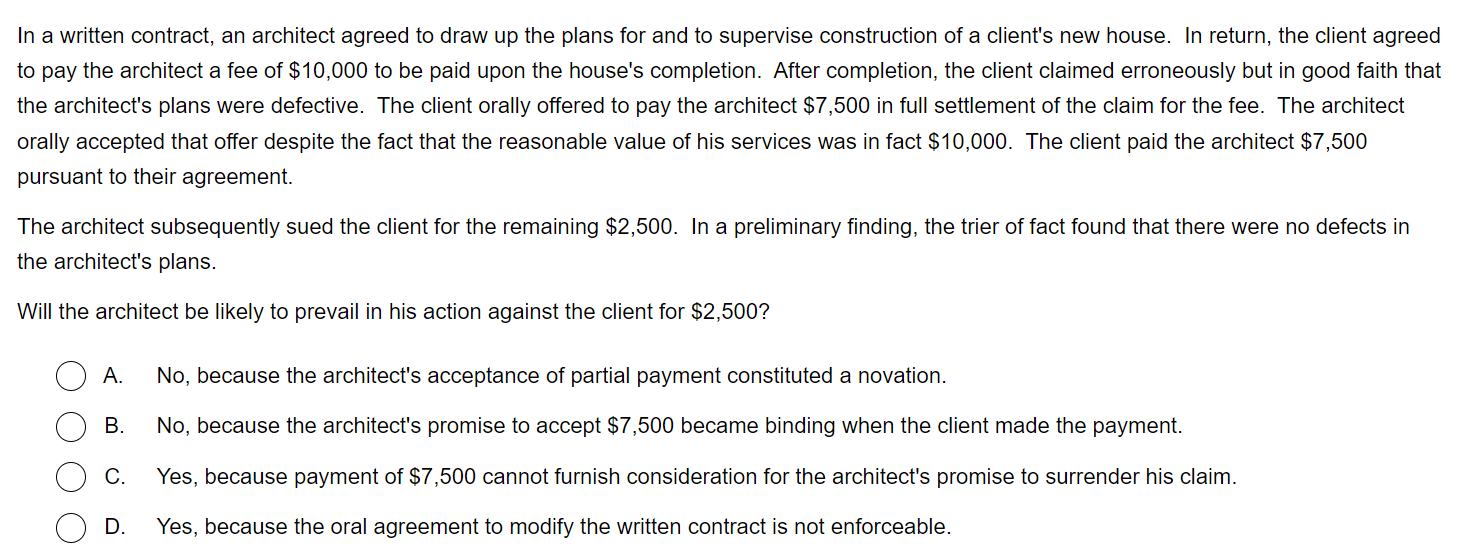 In a written contract, an architect agreed to draw up the plans for and to supervise construction of a client's new house.  In return, the client agreed
to pay the architect a fee of $10,000 to be paid upon the house's completion.  After completion, the client claimed erroneously but in good faith that
the architect's plans were defective.  The client orally offered to pay the architect $7,500 in full settlement of the claim for the fee.  The architect
orally accepted that offer despite the fact that the reasonable value of his services was in fact $10,000.  The client paid the architect $7,500
pursuant to their agreement.
The architect subsequently sued the client for the remaining $2,500.  In a preliminary finding, the trier of fact found that there were no defects in
the architect's plans.
Will the architect be likely to prevail in his action against the client for $2,500?
A. No, because the architect's acceptance of partial payment constituted a novation.
B. No, because the architect's promise to accept $7,500 became binding when the client made the payment.
C. Yes, because payment of $7,500 cannot furnish consideration for the architect's promise to surrender his claim.
D. Yes, because the oral agreement to modify the written contract is not enforceable.